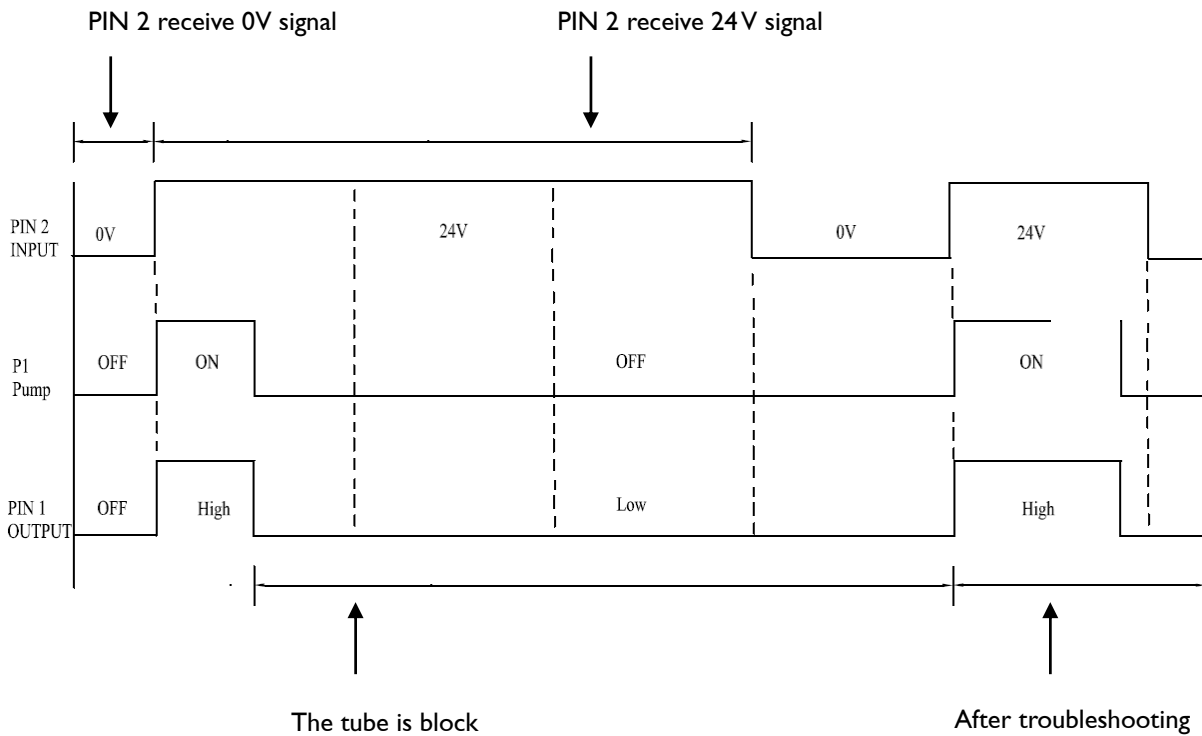 PIN 2 receive 0V signal
PIN 2 receive 24 V signal
PIN 2
INPUT
0V
24V
0V
24V
P1
Pump
OFF
ON
OFF
ON
PIN 1
OUTPUT
OFF
High
Low
High
The tube is block
After troubleshooting